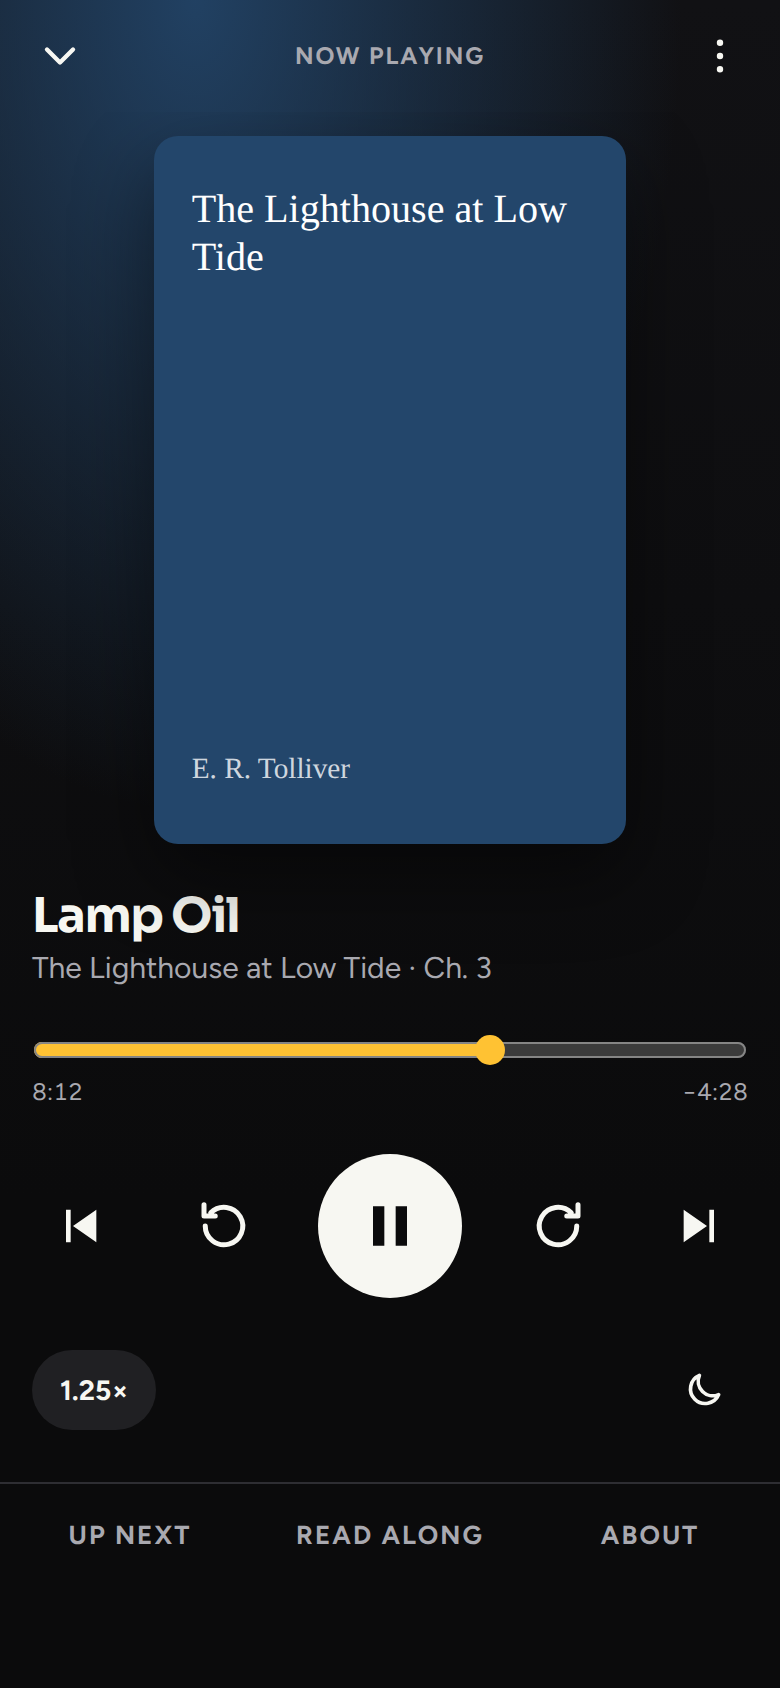 NOW PLAYING
The Lighthouse at Low
Tide
E. R. Tolliver
Lamp Oil
The Lighthouse at Low Tide · Ch. 3
8:12
−4:28
1.25×
UP NEXT
READ ALONG
ABOUT